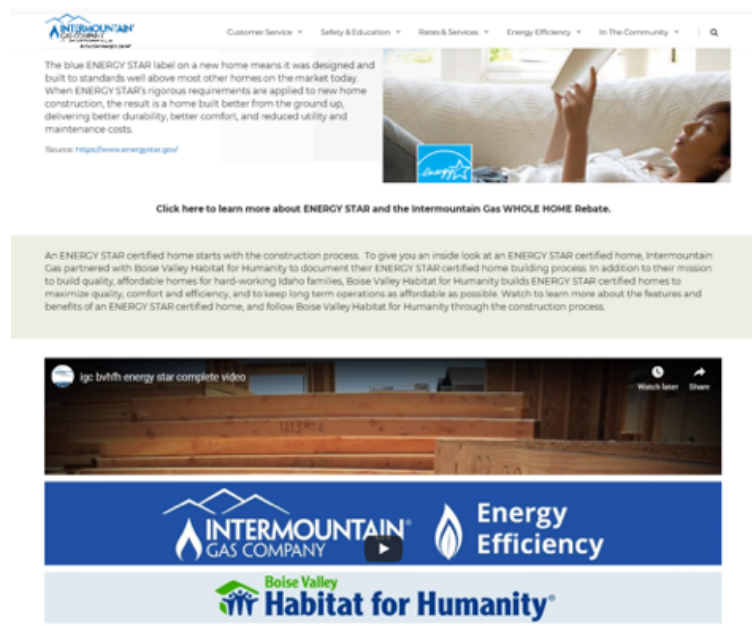 INTERMOUNTAIN®
GAS COMPANY
Customer Service
Safety & Education
Rates & Services
Energy Efficiency
In The Community
The blue ENERGY STAR label on a new home means it was designed and
built to standards well above most other homes on the market today.
When ENERGY STAR's rigorous requirements are applied to new home
construction, the result is a home built better from the ground up,
delivering better durability, better comfort, and reduced utility and
maintenance costs.
1Source: https://www.energystar.gov/
energy
Click here to learn more about ENERGY STAR and the Intermountain Gas WHOLE HOME Rebate.
An ENERGY STAR certified home starts with the construction process. To give you an inside look at an ENERGY STAR certified home, Intermountain
Gas partnered with Boise Valley Habitat for Humanity to document their ENERGY STAR certified home building process. In addition to their mission
to build quality, affordable homes for hard-working Idaho families, Boise Valley Habitat for Humanity builds ENERGY STAR certified homes to
maximize quality, comfort and efficiency, and to keep long term operations as affordable as possible. Watch to learn more about the features and
benefits of an ENERGY STAR certified home, and follow Boise Valley Habitat for Humanity through the construction process.
igc bvhfh energy star complete video
Watch later
Share
INTERMOUNTAIN®
GAS COMPANY
Energy
Efficiency
Boise Valley
Habitat for Humanity®